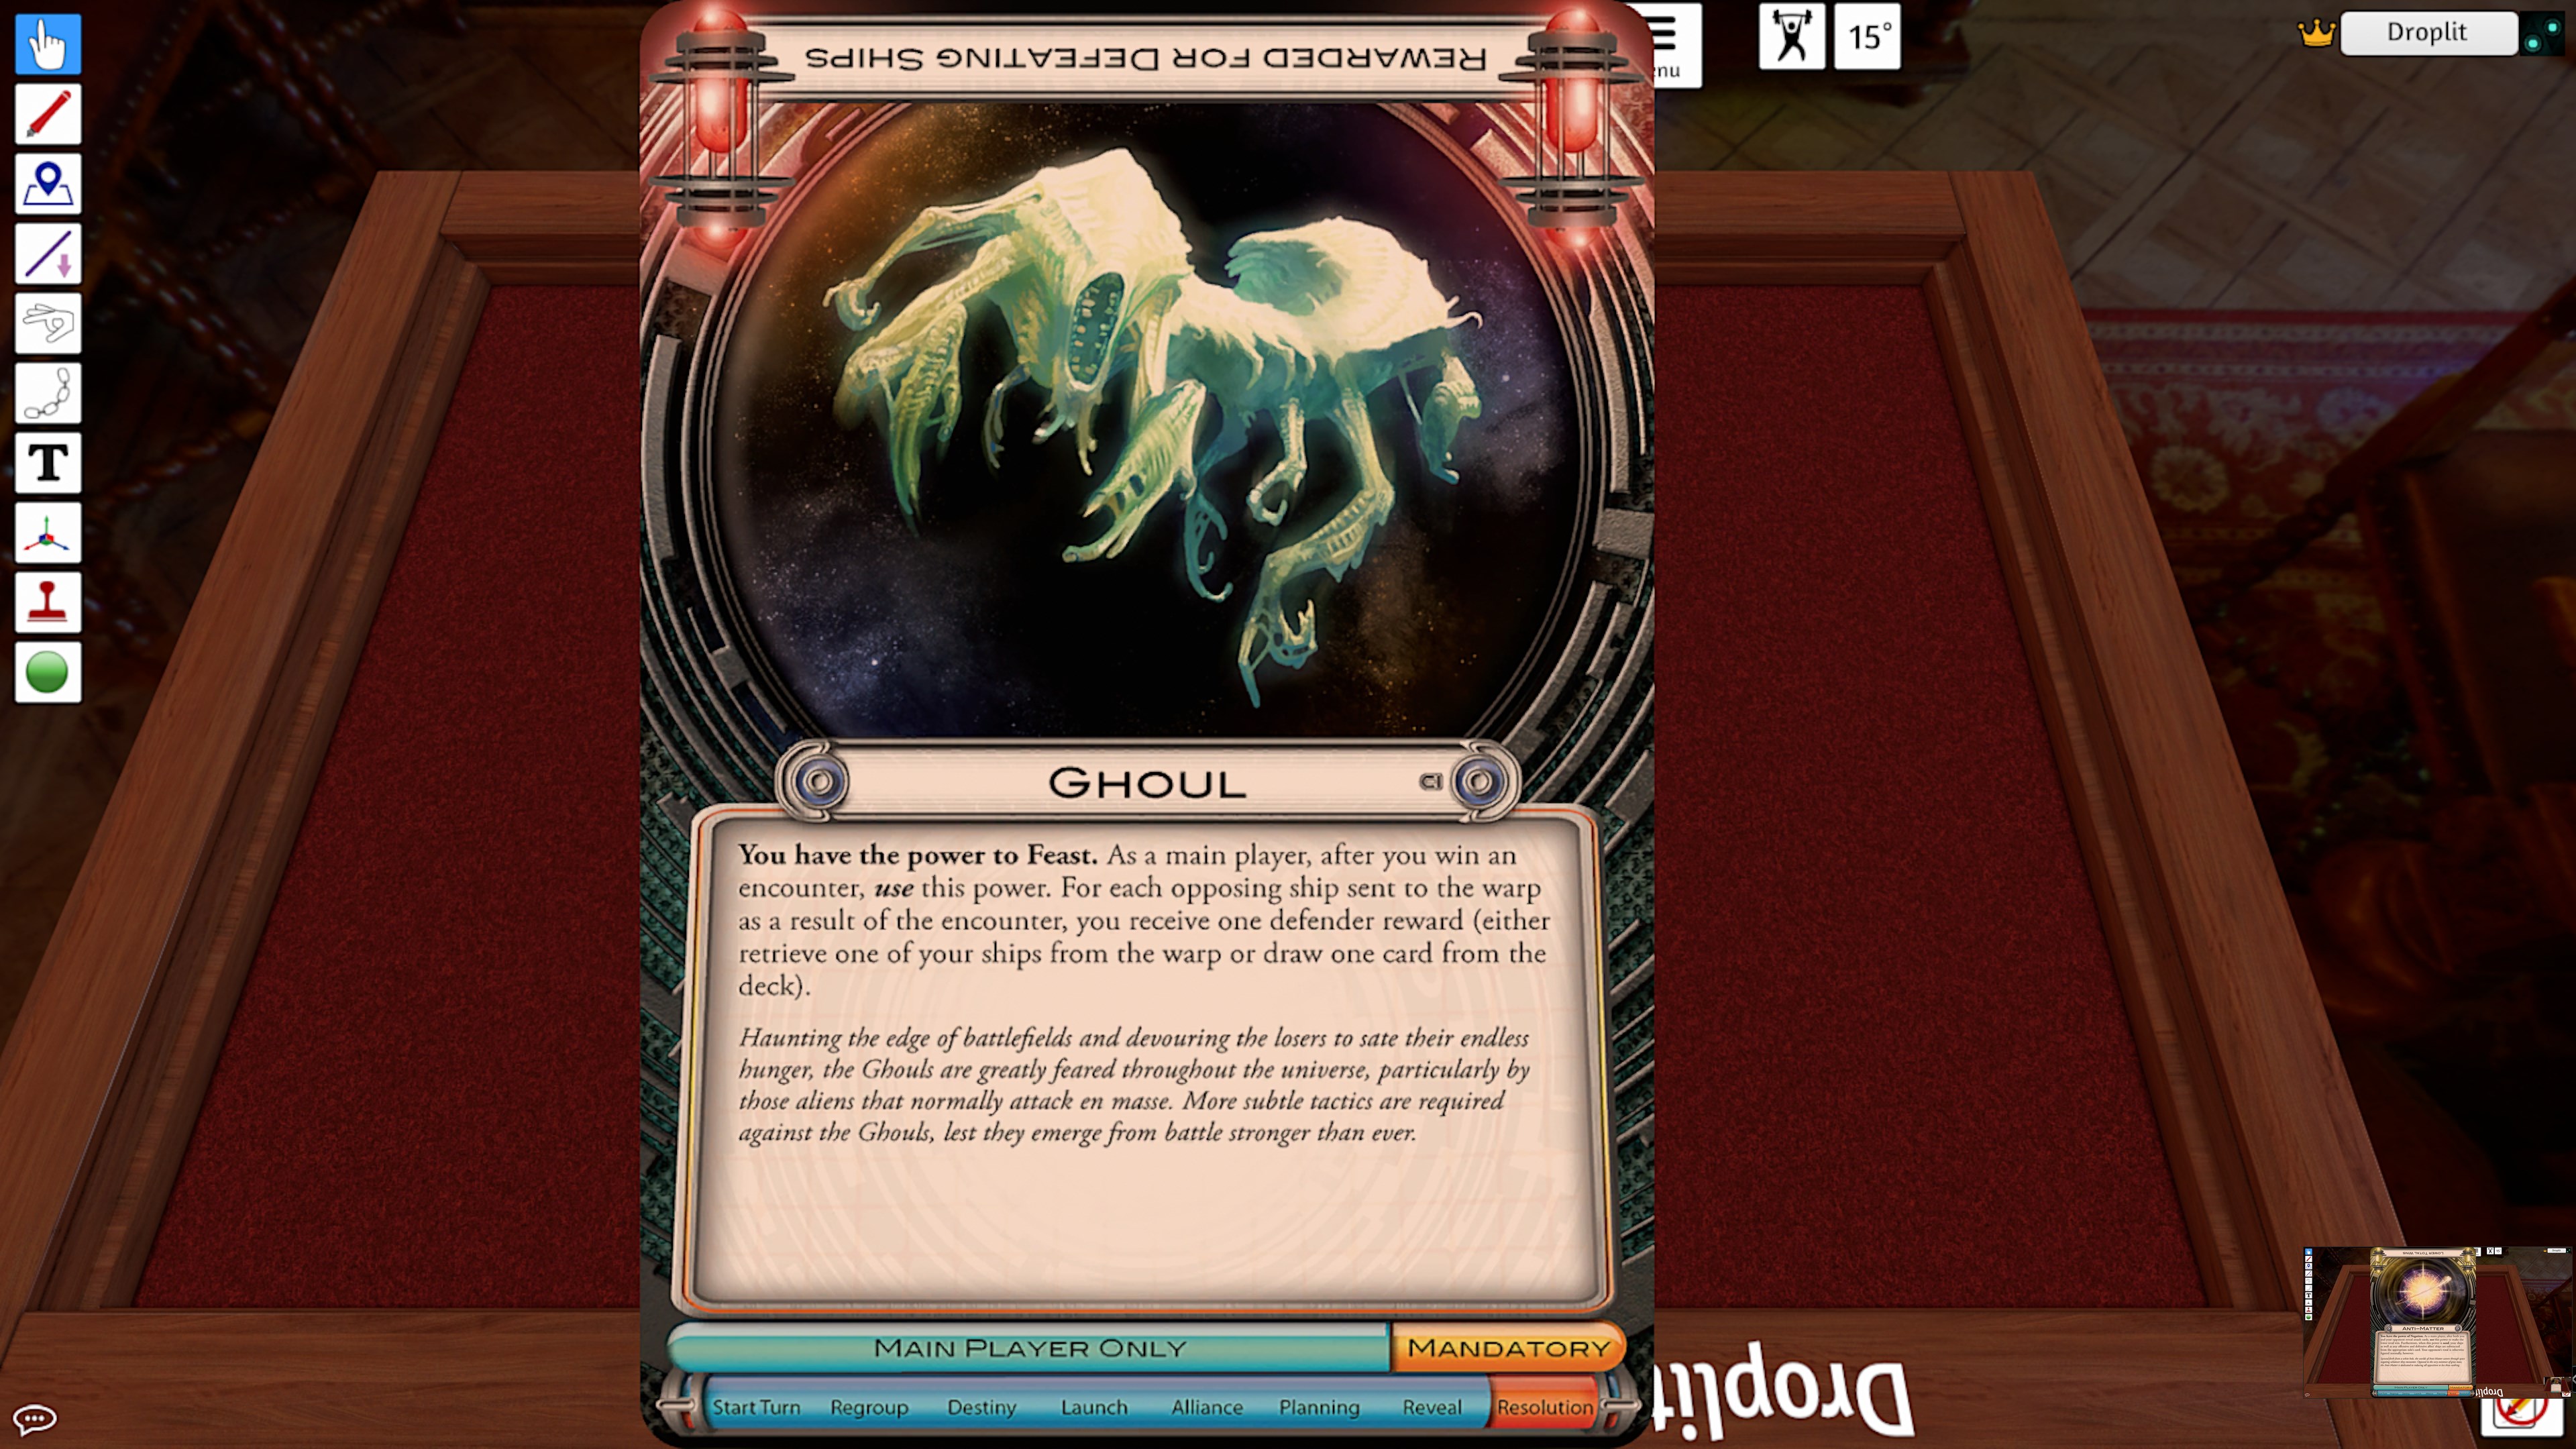 REWARDED FOR DEFEATING SHIPS
nu
15°
Droplit
T
GHOUL
CI
You have the power to Feast. As a main player, after you win an
encounter, use this power. For each opposing ship sent to the warp
as a result of the encounter, you receive one defender reward (either
retrieve one of your ships from the warp or draw one card from the
deck).
Haunting the edge of battlefields and devouring the losers to sate their endless
hunger, the Ghouls are greatly feared throughout the universe, particularly by
those aliens that normally attack en masse. More subtle tactics are required
against the Ghouls, lest they emerge from battle stronger than ever.
MAIN PLAYER ONLY
MANDATORY
Start Turn Regroup Destiny Launch Alliance Planning Reveal Resolution
Droplit
ANTI-MATTER